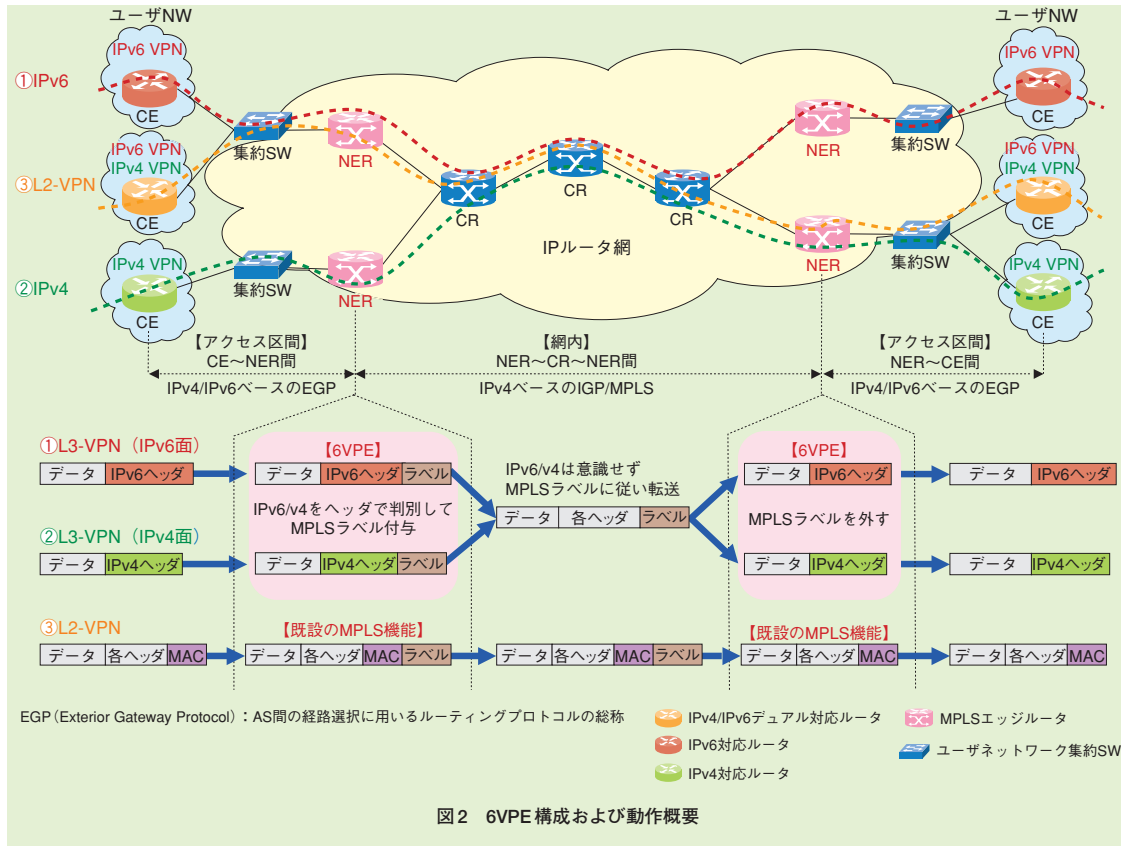 ユーザNW
ユーザNW
IPv6 VPN
IPv6 VPN
①IPv6
CE
CE
集約SW
NER
NER
集約SW
IPv6 VPN
IPv4 VPN
IPv6 VPN
IPv4 VPN
③L2-VPN
CE
CR
CR
CR
CE
IPルータ網
IPv4 VPN
IPv4 VPN
②IPv4
集約SW
NER
NER
集約SW
CE
CE
【アクセス区間】
CE～NER間
【網内】
NER～CR～NER間
【アクセス区間】
NER～CE間
IPv4/IPv6ベースのEGP
IPv4ベースのIGP/MPLS
IPv4/IPv6ベースのEGP
①L3-VPN（IPv6面）
【6VPE】
【6VPE】
データ IPv6ヘッダ
データ IPv6ヘッダ ラベル
IPv6/v4は意識せず
MPLSラベルに従い転送
データ IPv6ヘッダ
データ IPv6ヘッダ
IPv6/v4をヘッダで判別して
MPLSラベル付与
データ 各ヘッダ ラベル
MPLSラベルを外す
②L3-VPN（IPv4面）
データ IPv4ヘッダ
データ IPv4ヘッダ ラベル
データ IPv4ヘッダ
データ IPv4ヘッダ
③L2-VPN
【既設のMPLS機能】
【既設のMPLS機能】
データ 各ヘッダ MAC
データ 各ヘッダ MAC ラベル
データ 各ヘッダ MAC ラベル
データ 各ヘッダ MAC
データ 各ヘッダ MAC
EGP（Exterior Gateway Protocol）：AS間の経路選択に用いるルーティングプロトコルの総称
IPv4/IPv6デュアル対応ルータ
MPLSエッジルータ
IPv6対応ルータ
ユーザネットワーク集約SW
IPv4対応ルータ
図2 6VPE構成および動作概要